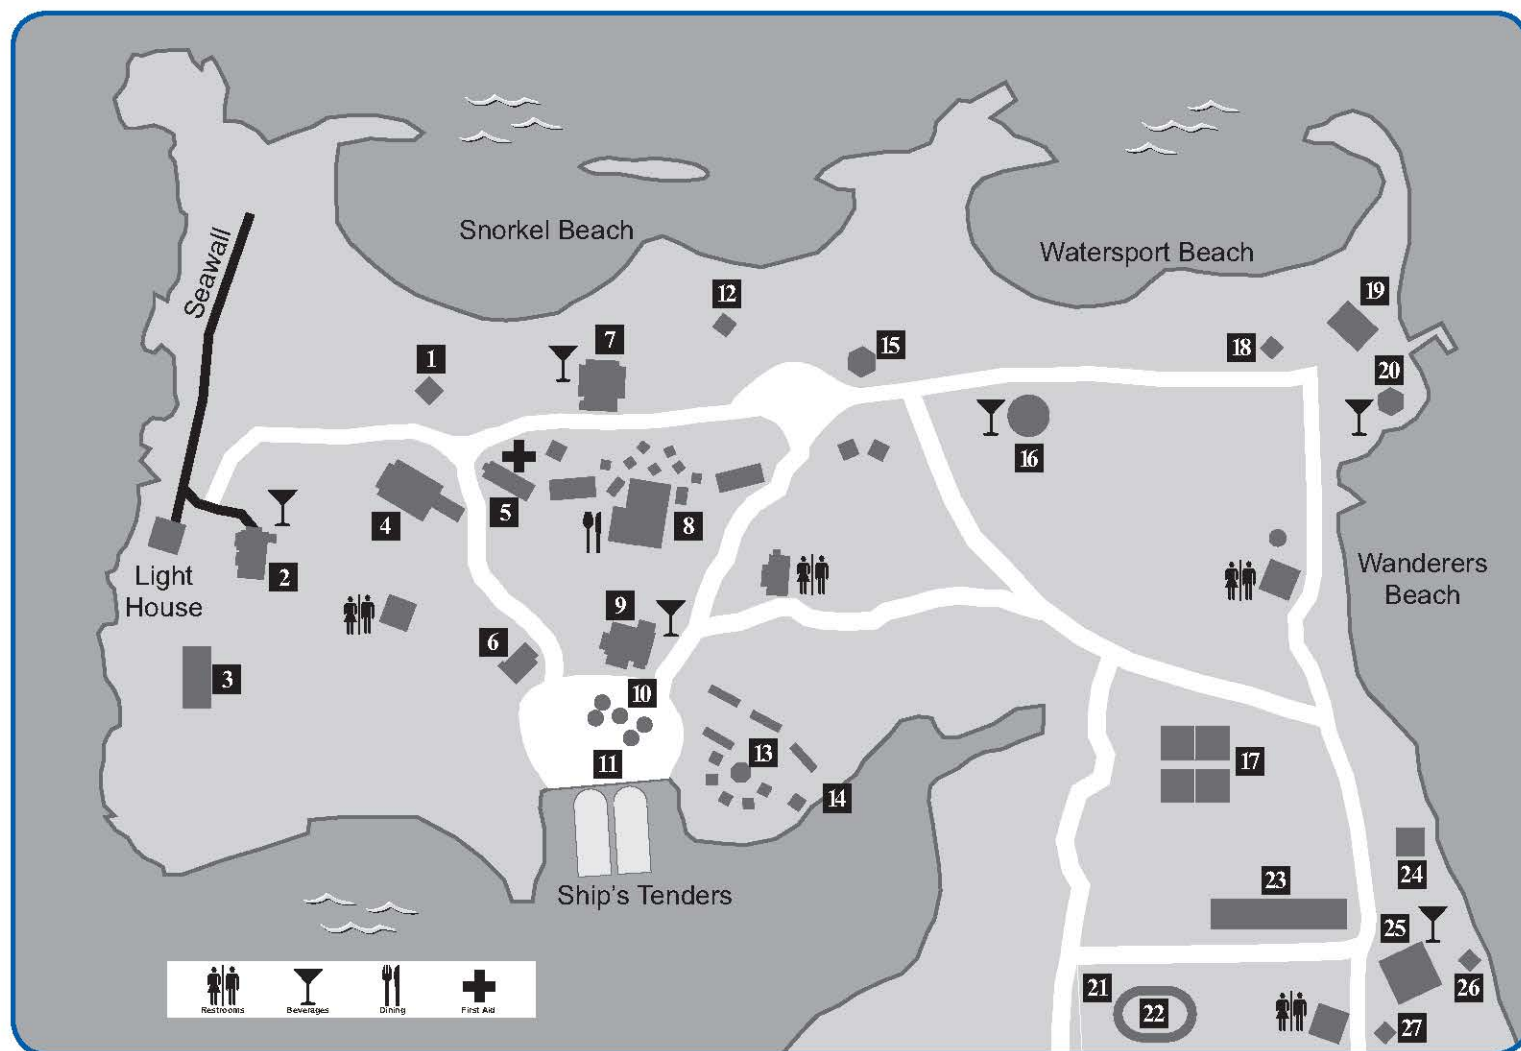 Snorkel Beach
Watersport Beach
Seawall
12
19
7
1
15
18
20
16
4
5
8
Light
House
2
Wanderers
Beach
9
6
3
10
11
13
14
17
Ship's Tenders
24
23
25
26
21
22
27
Restrooms
Beverages
Dining
First Aid